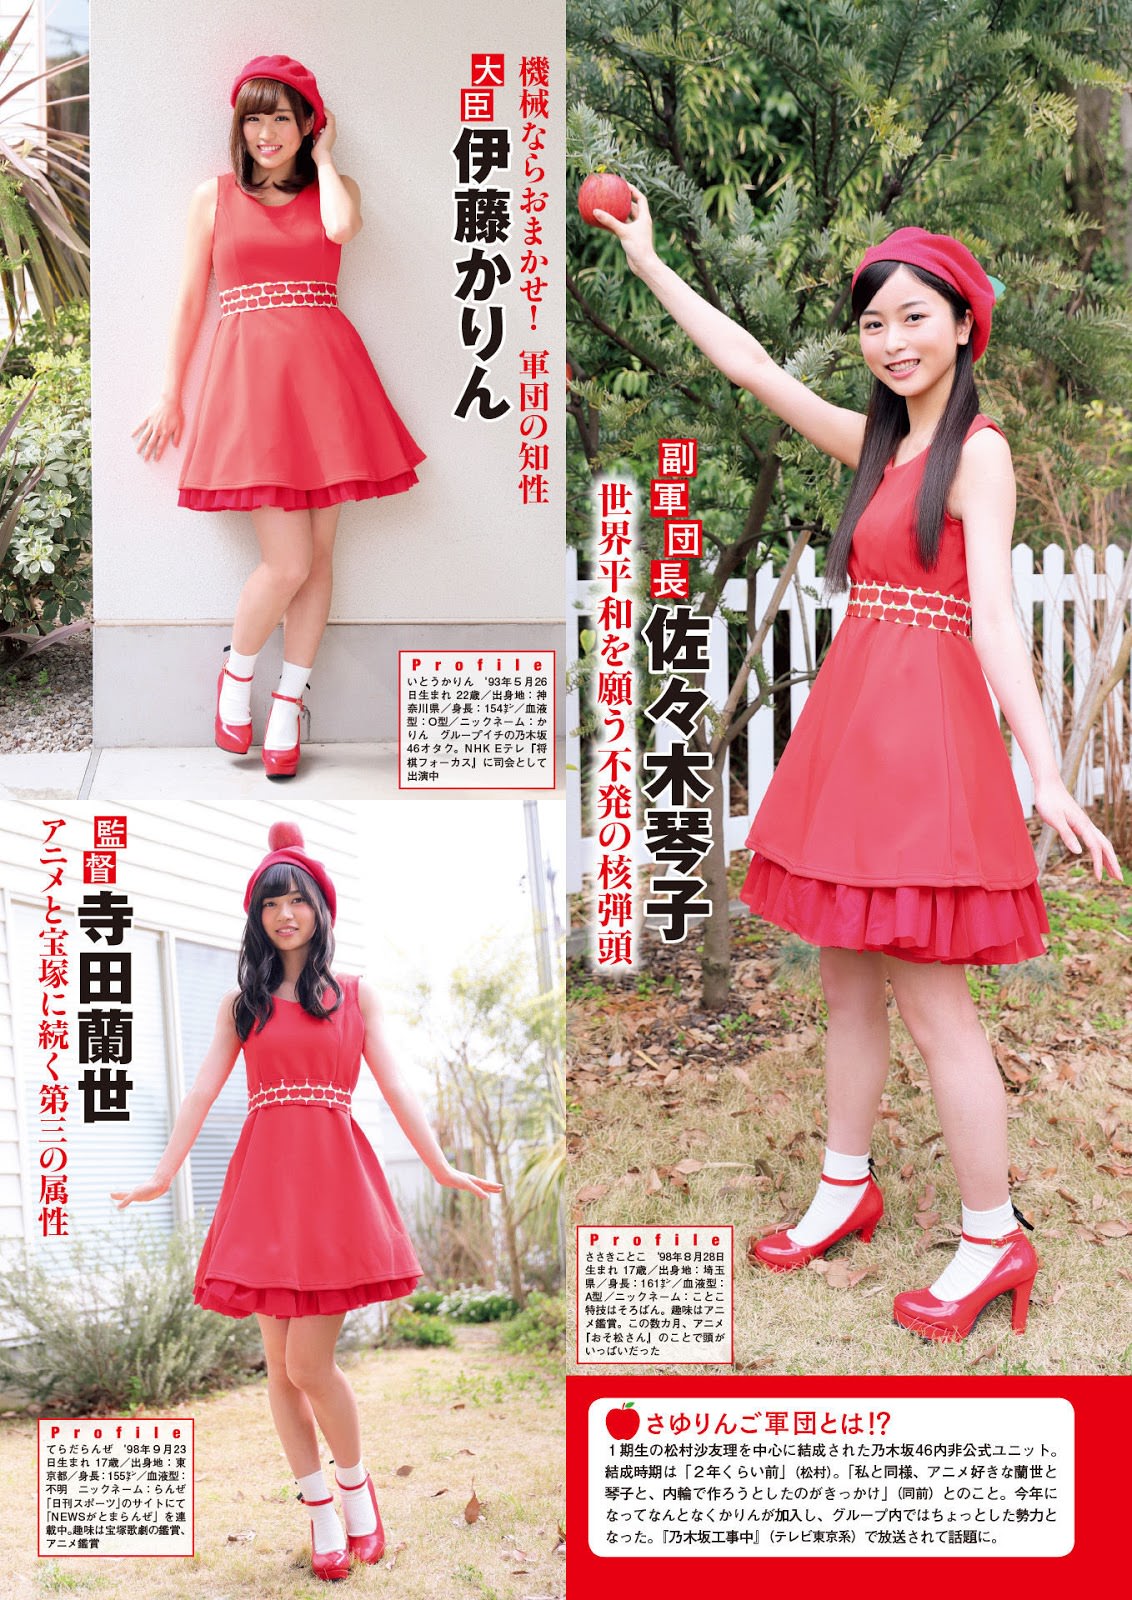 機械ならおまかせ！ 軍団の知性
大臣 伊藤かりん
Profile
いとうかりん　'93年５月26
日生まれ 22歳／出身地：神
奈川県／身長：154㌢／血液
型：O型／ニックネーム：か
りん　グループイチの乃木坂
46オタク。NHK Eテレ『将
棋フォーカス』に司会として
出演中
副軍団長 佐々木琴子
世界平和を願う不発の核弾頭
Profile
ささきことこ　'98年８月28日
生まれ 17歳／出身地：埼玉
県／身長：161㌢／血液型：
A型／ニックネーム：ことこ
特技はそろばん。趣味はアニ
メ鑑賞。この数カ月、アニメ
『おそ松さん』のことで頭が
いっぱいだった
監督 寺田蘭世
アニメと宝塚に続く第三の属性
Profile
てらだらんぜ　'98年９月23
日生まれ 17歳／出身地：東
京都／身長：155㌢／血液型：
不明　ニックネーム：らんぜ
「日刊スポーツ」のサイトにて
「NEWSがとまらんぜ」を連
載中。趣味は宝塚歌劇の鑑賞、
アニメ鑑賞
さゆりんご軍団とは!?
１期生の松村沙友理を中心に結成された乃木坂46内非公式ユニット。
結成時期は「２年くらい前」（松村）。「私と同様、アニメ好きな蘭世と
琴子と、内輪で作ろうとしたのがきっかけ」（同前）とのこと。今年に
なってなんとなくかりんが加入し、グループ内ではちょっとした勢力と
なった。『乃木坂工事中』（テレビ東京系）で放送されて話題に。